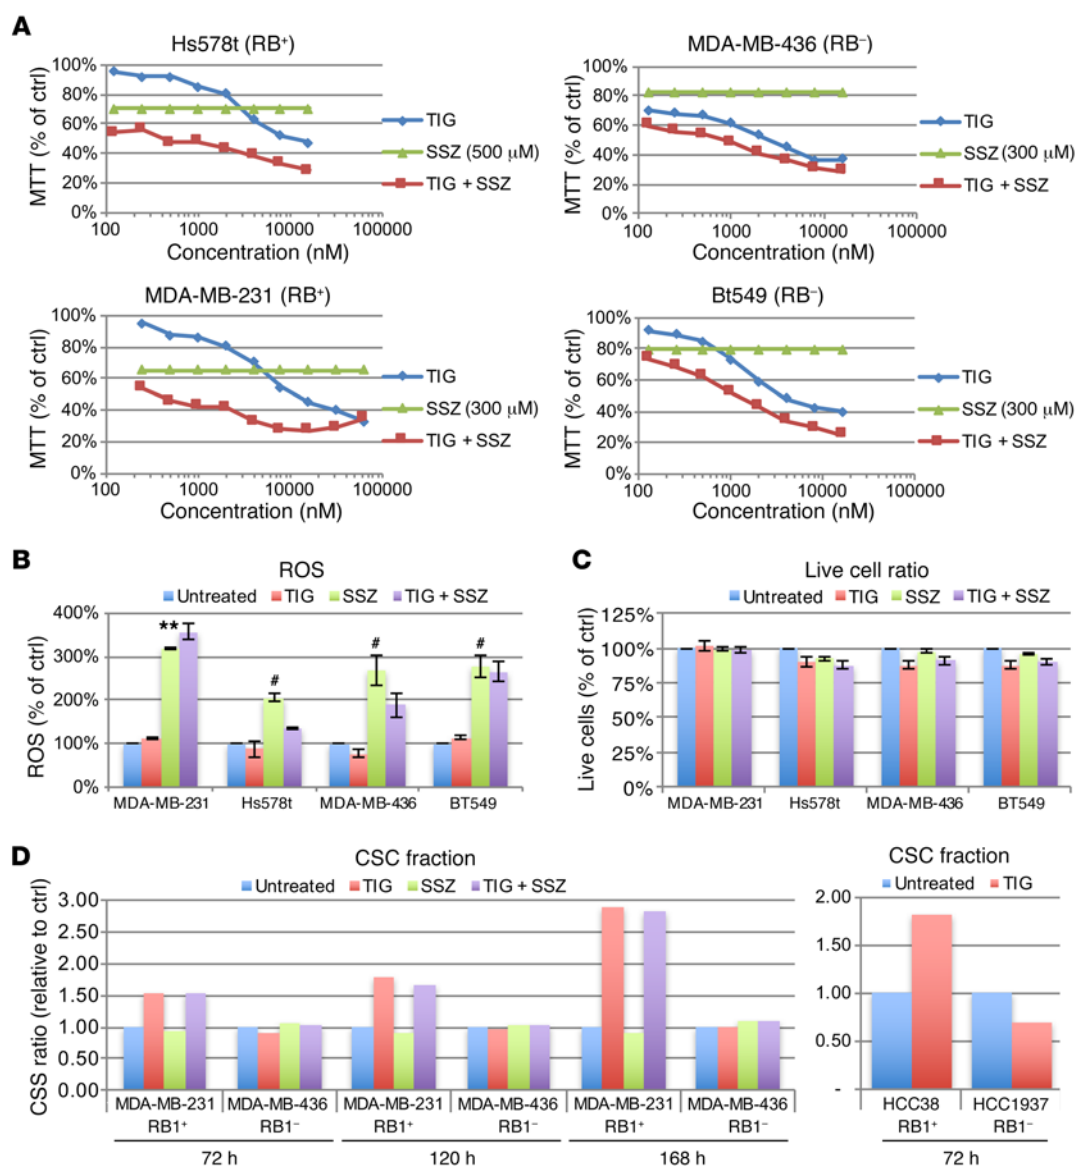 A
Hs578t (RB⁺)
MTT (% of ctrl)
100%
80%
60%
40%
20%
0%
100 1000 10000 100000
Concentration (nM)
TIG
SSZ (500 μM)
TIG + SSZ
MDA-MB-436 (RB⁻)
MTT (% of ctrl)
100%
80%
60%
40%
20%
0%
100 1000 10000 100000
Concentration (nM)
TIG
SSZ (300 μM)
TIG + SSZ
MDA-MB-231 (RB⁺)
MTT (% of ctrl)
100%
80%
60%
40%
20%
0%
100 1000 10000 100000
Concentration (nM)
TIG
SSZ (300 μM)
TIG + SSZ
Bt549 (RB⁻)
MTT (% of ctrl)
100%
80%
60%
40%
20%
0%
100 1000 10000 100000
Concentration (nM)
TIG
SSZ (300 μM)
TIG + SSZ
B
ROS
Untreated TIG SSZ TIG + SSZ
ROS (% of ctrl)
400%
300%
200%
100%
0%
** # # #
MDA-MB-231 Hs578t MDA-MB-436 BT549
C
Live cell ratio
Untreated TIG SSZ TIG + SSZ
Live cells (% of ctrl)
125%
100%
75%
50%
25%
0%
MDA-MB-231 Hs578t MDA-MB-436 BT549
D
CSC fraction
Untreated TIG SSZ TIG + SSZ
CSS ratio (relative to ctrl)
3.00
2.50
2.00
1.50
1.00
0.50
0.00
MDA-MB-231 MDA-MB-436 MDA-MB-231 MDA-MB-436 MDA-MB-231 MDA-MB-436
RB1⁺ RB1⁻ RB1⁺ RB1⁻ RB1⁺ RB1⁻
72 h 120 h 168 h
CSC fraction
Untreated TIG
2.00
1.50
1.00
0.50
-
HCC38 HCC1937
RB1⁺ RB1⁻
72 h